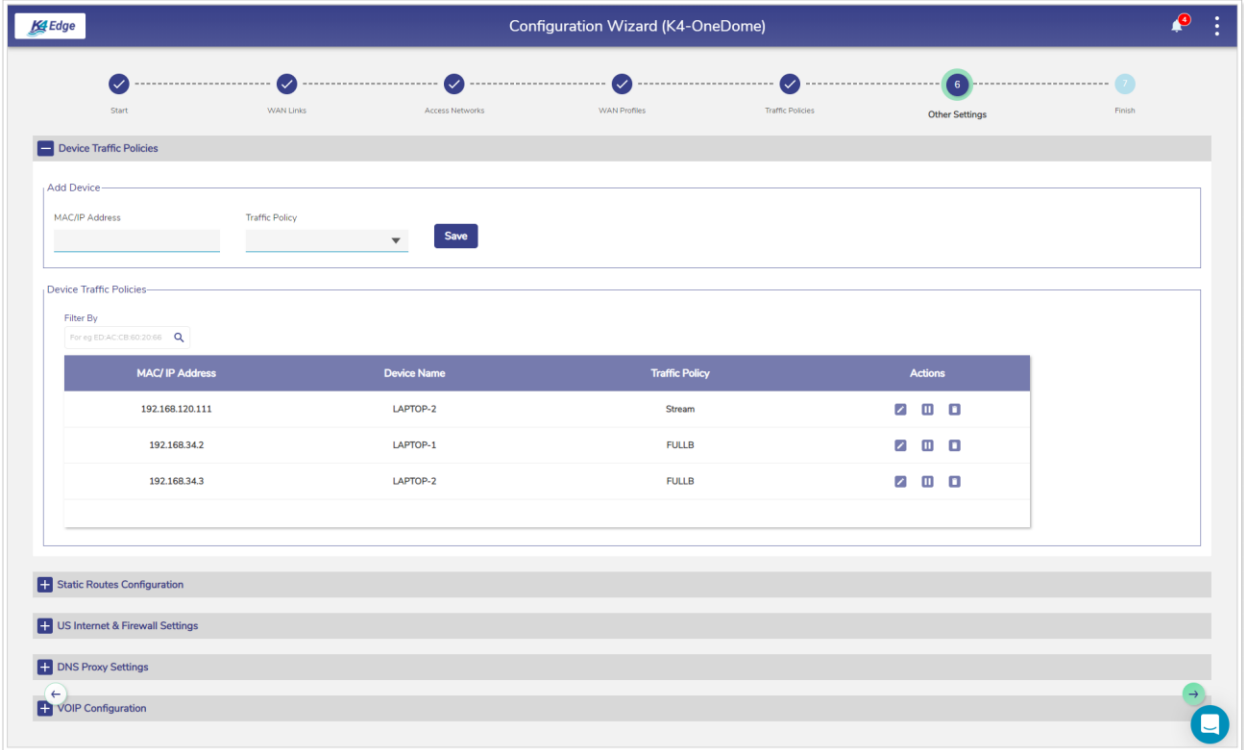 K4 Edge
Configuration Wizard (K4-OneDome)
4
6
7
Start
WAN Links
Access Networks
WAN Profiles
Traffic Policies
Other Settings
Finish
Device Traffic Policies
Add Device
MAC/IP Address
Traffic Policy
Save
Device Traffic Policies
Filter By
For eg ED:AC:CB:60:20:66
MAC/ IP Address Device Name Traffic Policy Actions
192.168.120.111 LAPTOP-2 Stream
192.168.34.2 LAPTOP-1 FULLB
192.168.34.3 LAPTOP-2 FULLB
Static Routes Configuration
US Internet & Firewall Settings
DNS Proxy Settings
VOIP Configuration